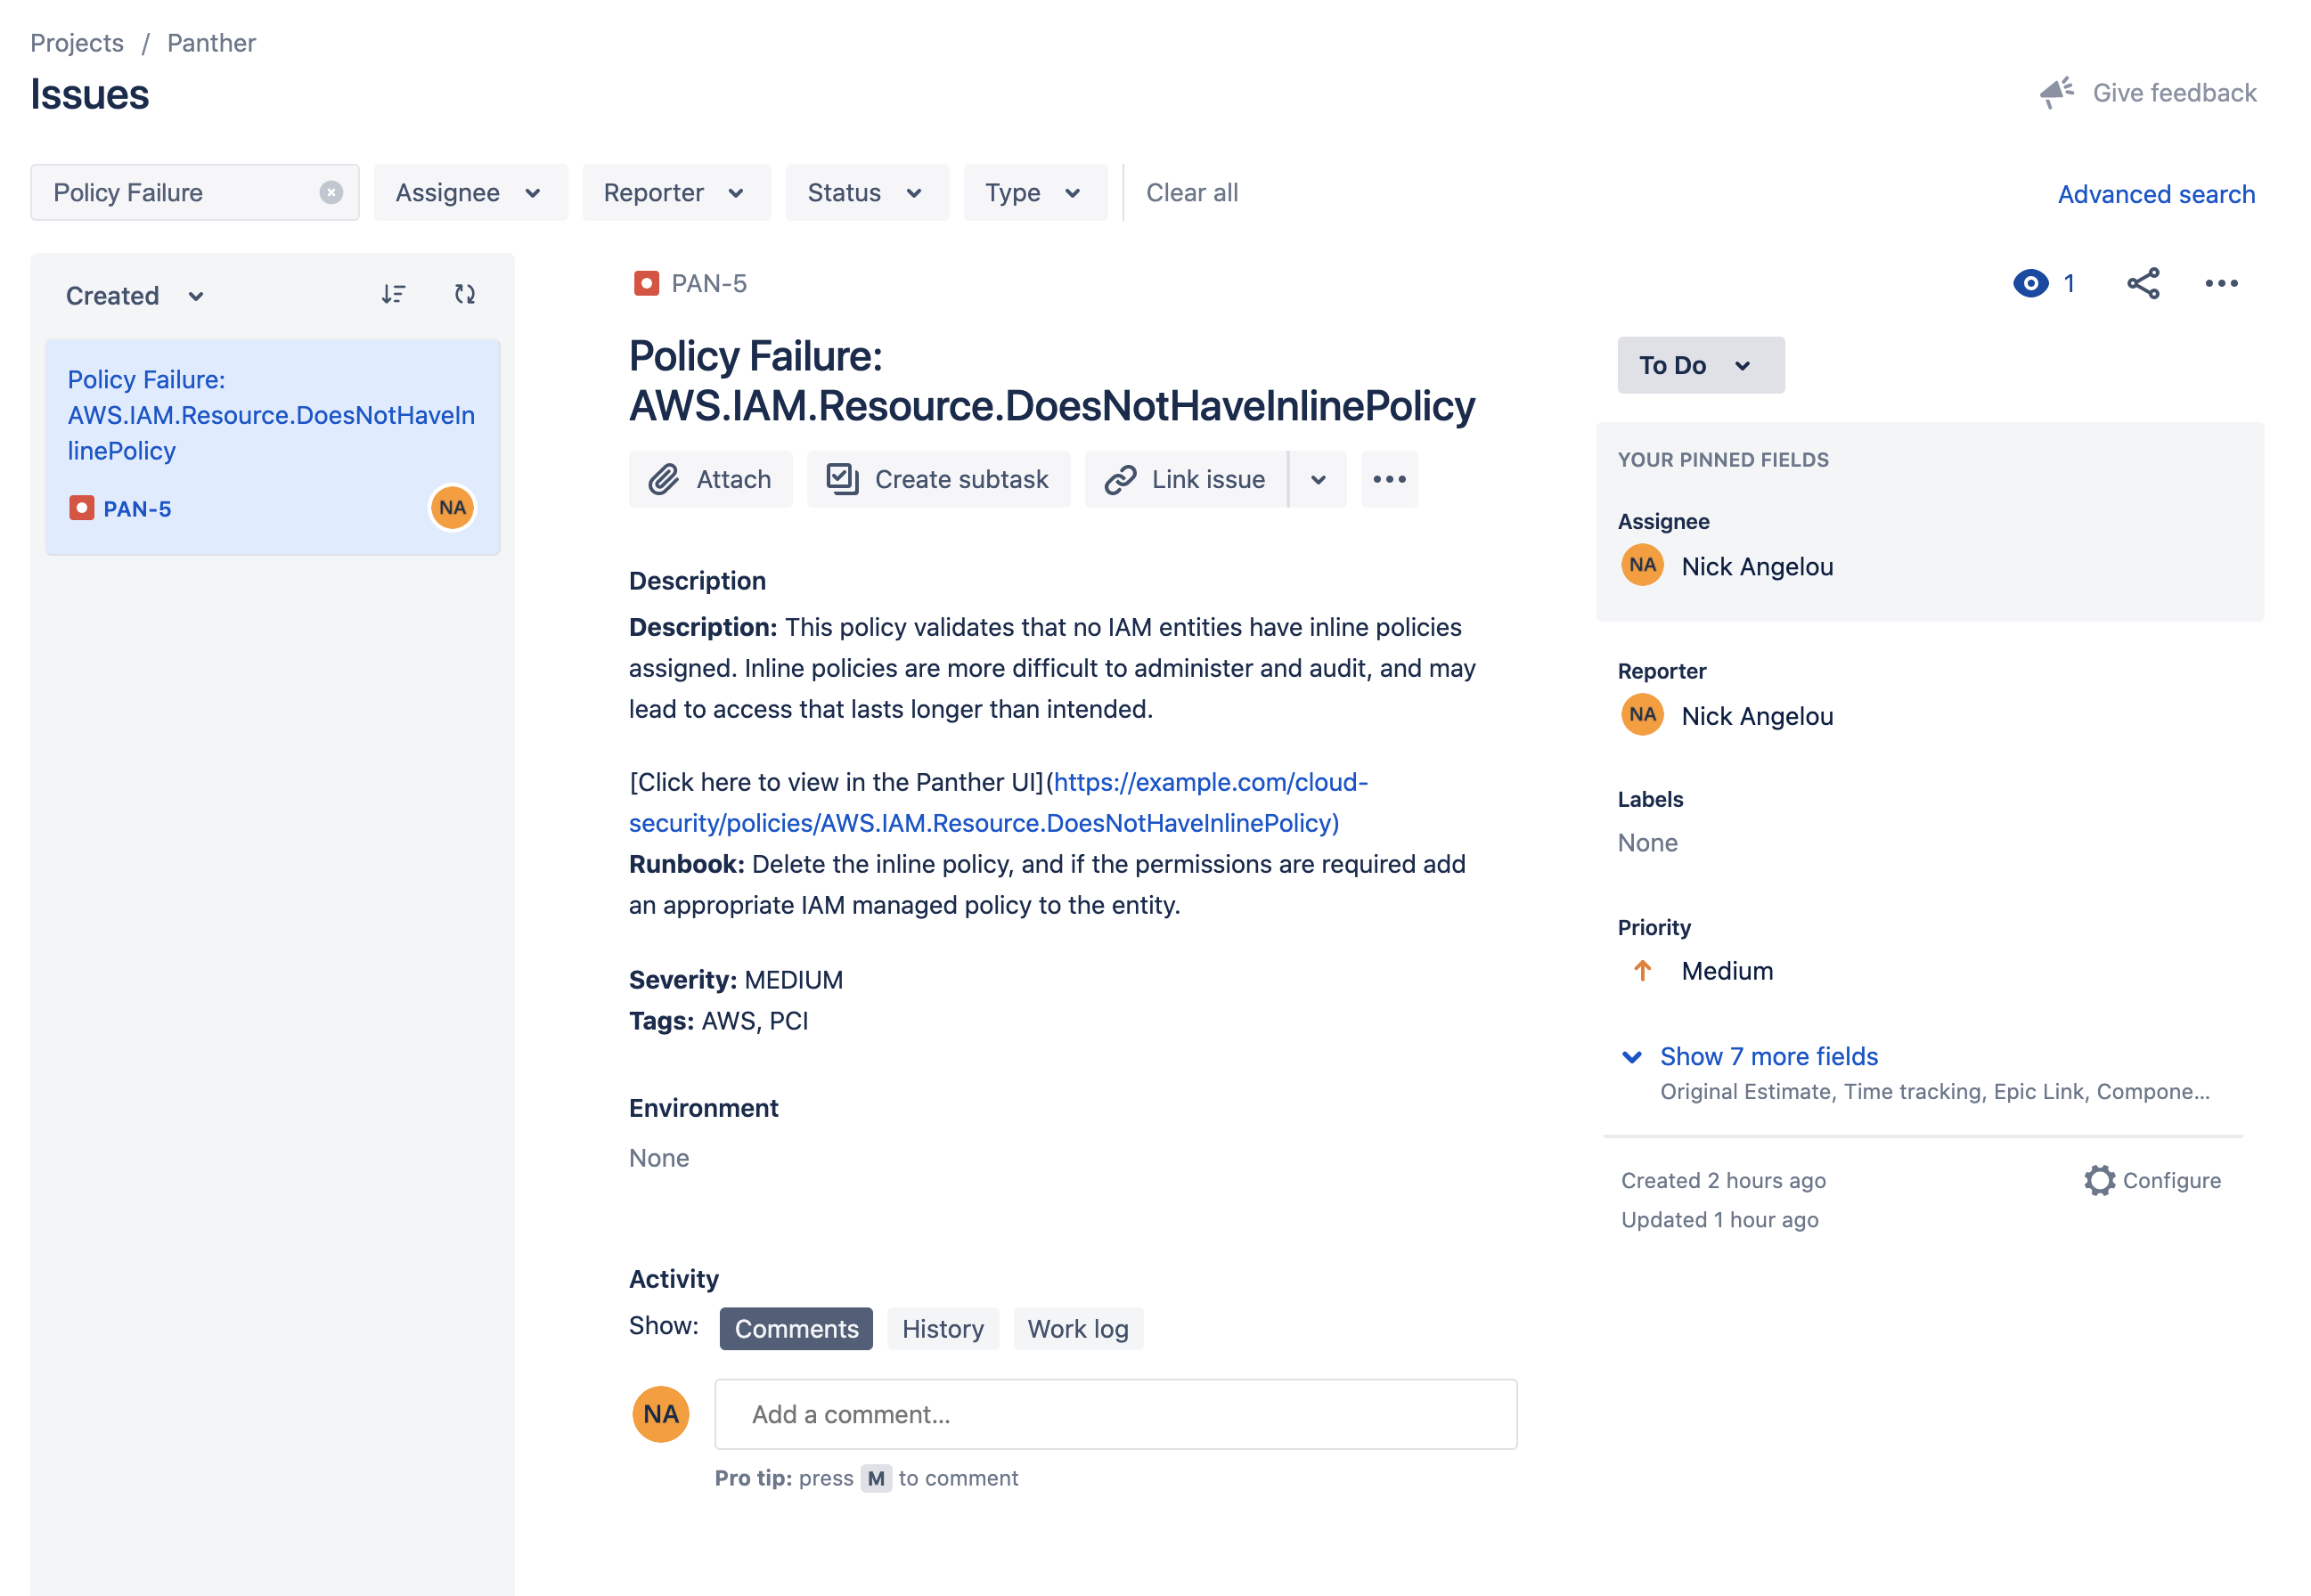 Projects / Panther
Issues
Give feedback
Policy Failure
Assignee
Reporter
Status
Type
Clear all
Advanced search
Created
Policy Failure:
AWS.IAM.Resource.DoesNotHaveIn
linePolicy
PAN-5
NA
PAN-5
1
Policy Failure:
AWS.IAM.Resource.DoesNotHaveInlinePolicy
Attach
Create subtask
Link issue
Description
Description: This policy validates that no IAM entities have inline policies
assigned. Inline policies are more difficult to administer and audit, and may
lead to access that lasts longer than intended.
[Click here to view in the Panther UI](https://example.com/cloud-
security/policies/AWS.IAM.Resource.DoesNotHaveInlinePolicy)
Runbook: Delete the inline policy, and if the permissions are required add
an appropriate IAM managed policy to the entity.
Severity: MEDIUM
Tags: AWS, PCI
Environment
None
Activity
Show: Comments History Work log
NA
Add a comment...
Pro tip: press M to comment
To Do
YOUR PINNED FIELDS
Assignee
NA Nick Angelou
Reporter
NA Nick Angelou
Labels
None
Priority
Medium
Show 7 more fields
Original Estimate, Time tracking, Epic Link, Compone...
Created 2 hours ago
Configure
Updated 1 hour ago